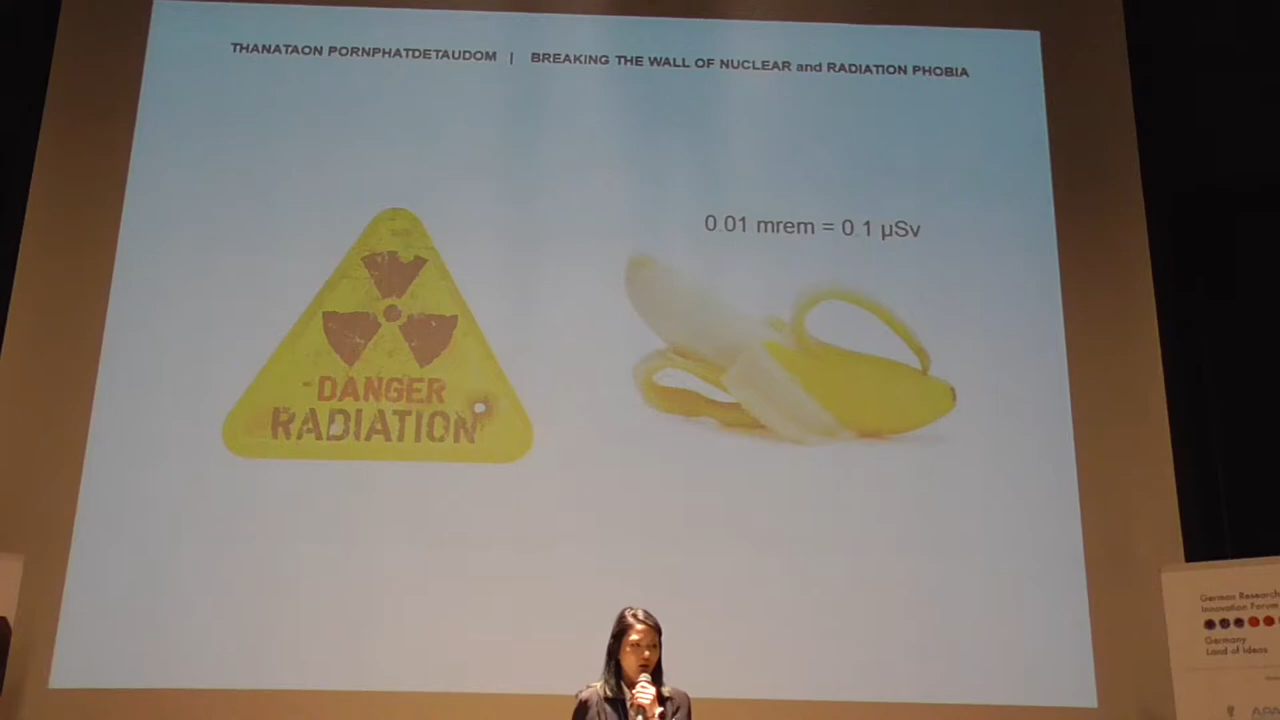 THANATAON PORNPHATDETAUDOM | BREAKING THE WALL OF NUCLEAR and RADIATION PHOBIA
0.01 mrem = 0.1 µSv
DANGER
RADIATION
German Research
Innovation Forum
Germany
Land of Ideas